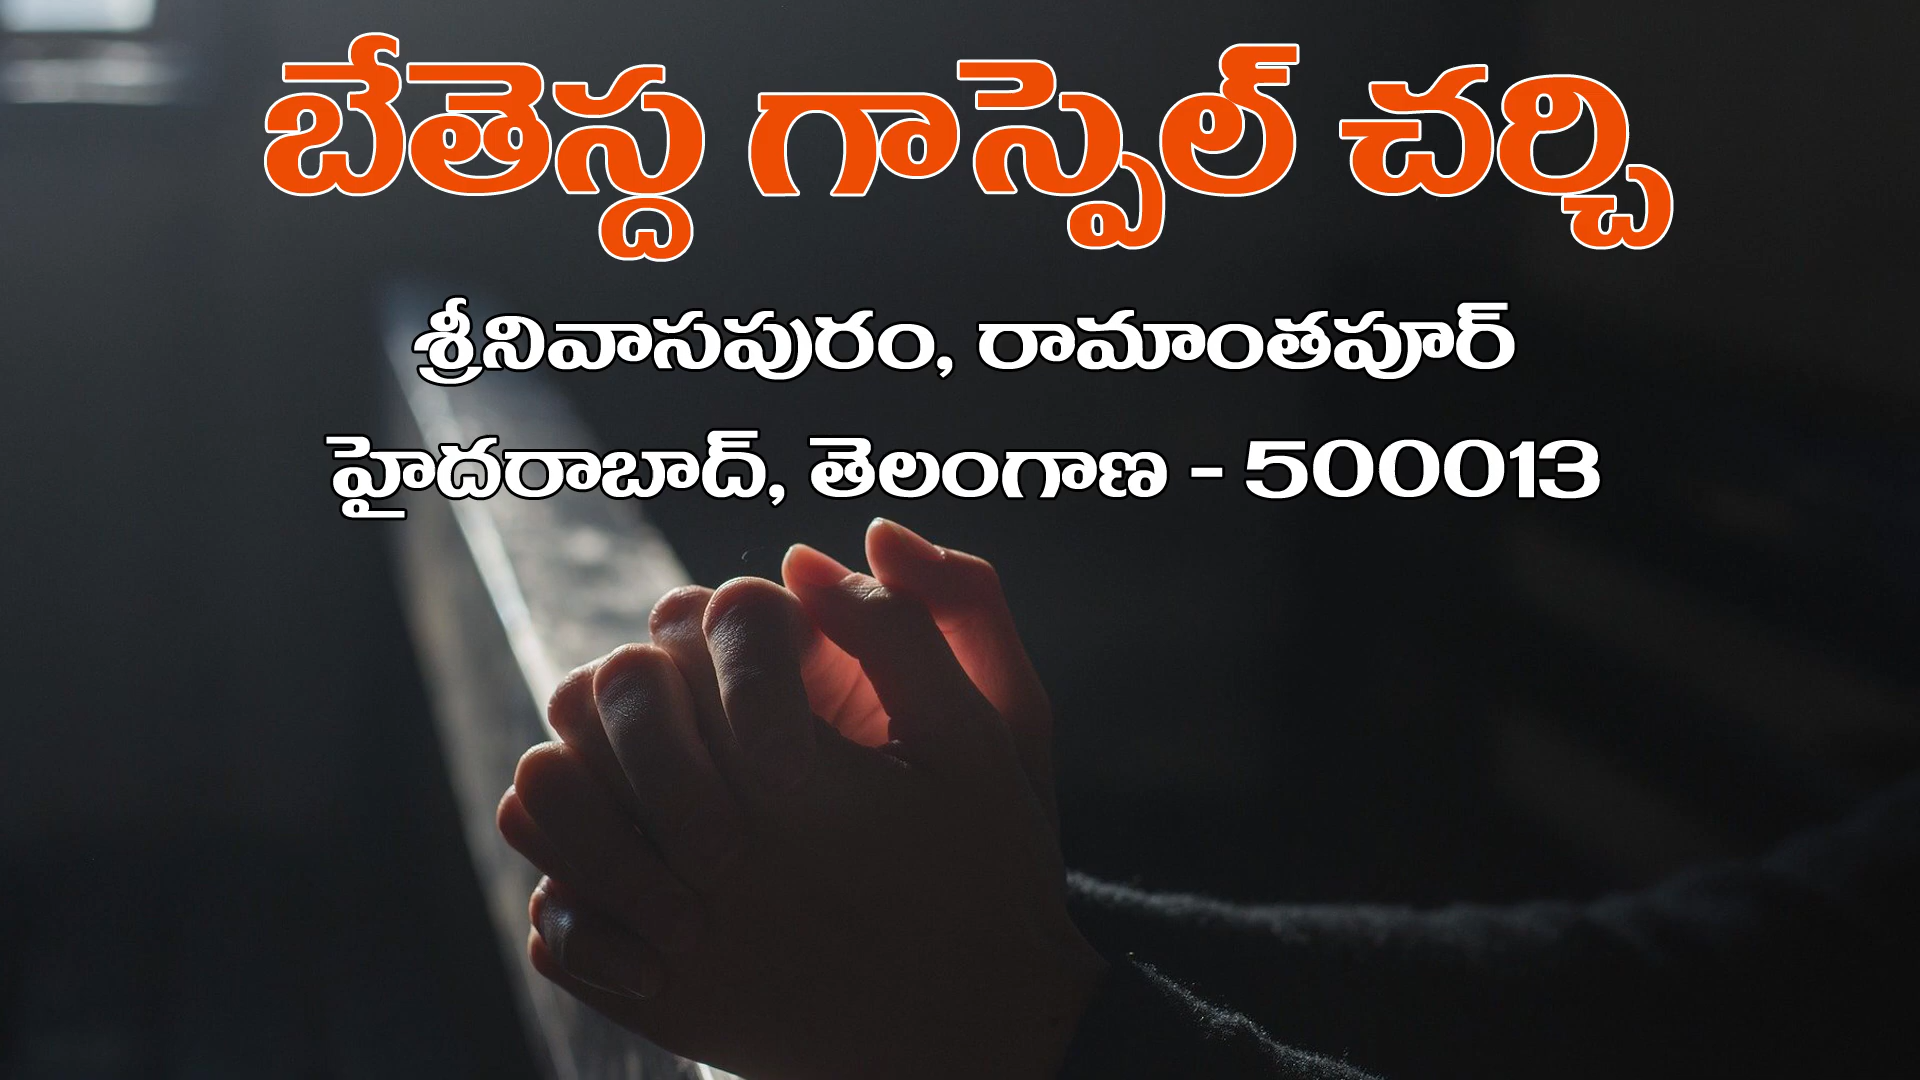 బేతెస్ద గాస్పెల్ చర్చి
శ్రీనివాసపురం, రామాంతపూర్
హైదరాబాద్, తెలంగాణ - 500013